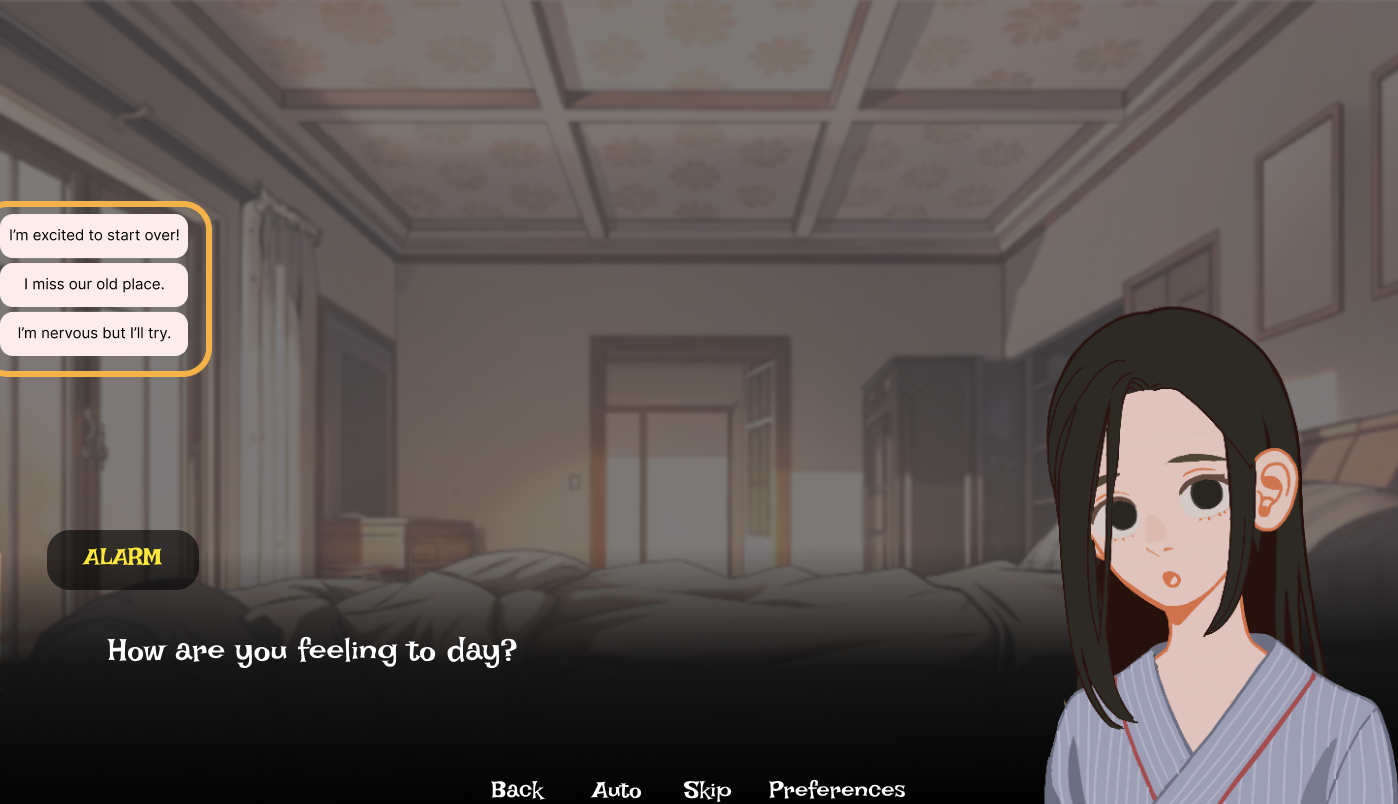 I'm excited to start over!
I miss our old place.
I'm nervous but I'll try.
ALARM
How are you feeling to day?
Back Auto Skip Preferences